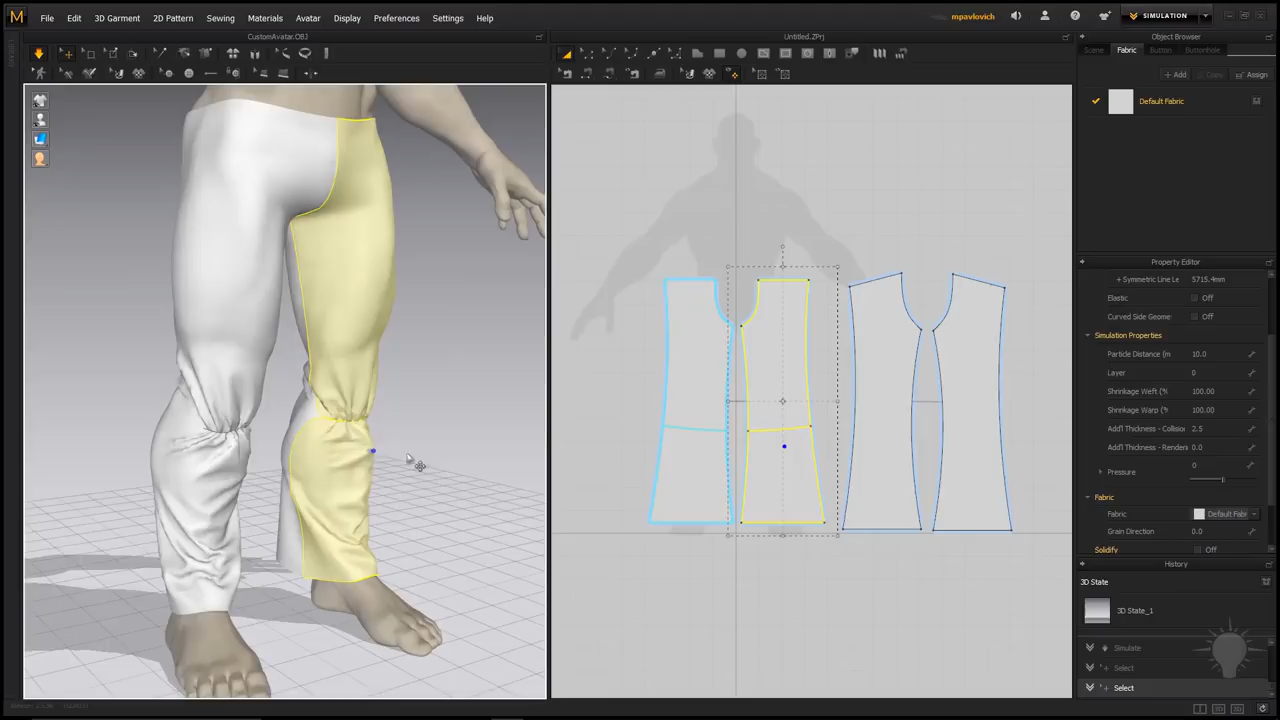 M File Edit 3D Garment 2D Pattern Sewing Materials Avatar Display Preferences Settings Help mpavlovich SIMULATION
CustomAvatar.OBJ
Untitled.ZPrj
Object Browser
Scene Fabric Button Buttonhole
+ Add Copy Assign
Default Fabric
Property Editor
+ Symmetric Line Le 5715.4mm
Elastic Off
Curved Side Geome Off
Simulation Properties
Particle Distance (m 10.0
Layer 0
Shrinkage Weft (% 100.00
Shrinkage Warp (% 100.00
Add'l Thickness - Collisio 2.5
Add'l Thickness - Renderi 0.0
Pressure 0
Fabric
Fabric Default Fabr
Grain Direction 0.0
Solidify Off
History
3D State
3D State_1
Simulate
Select
Select